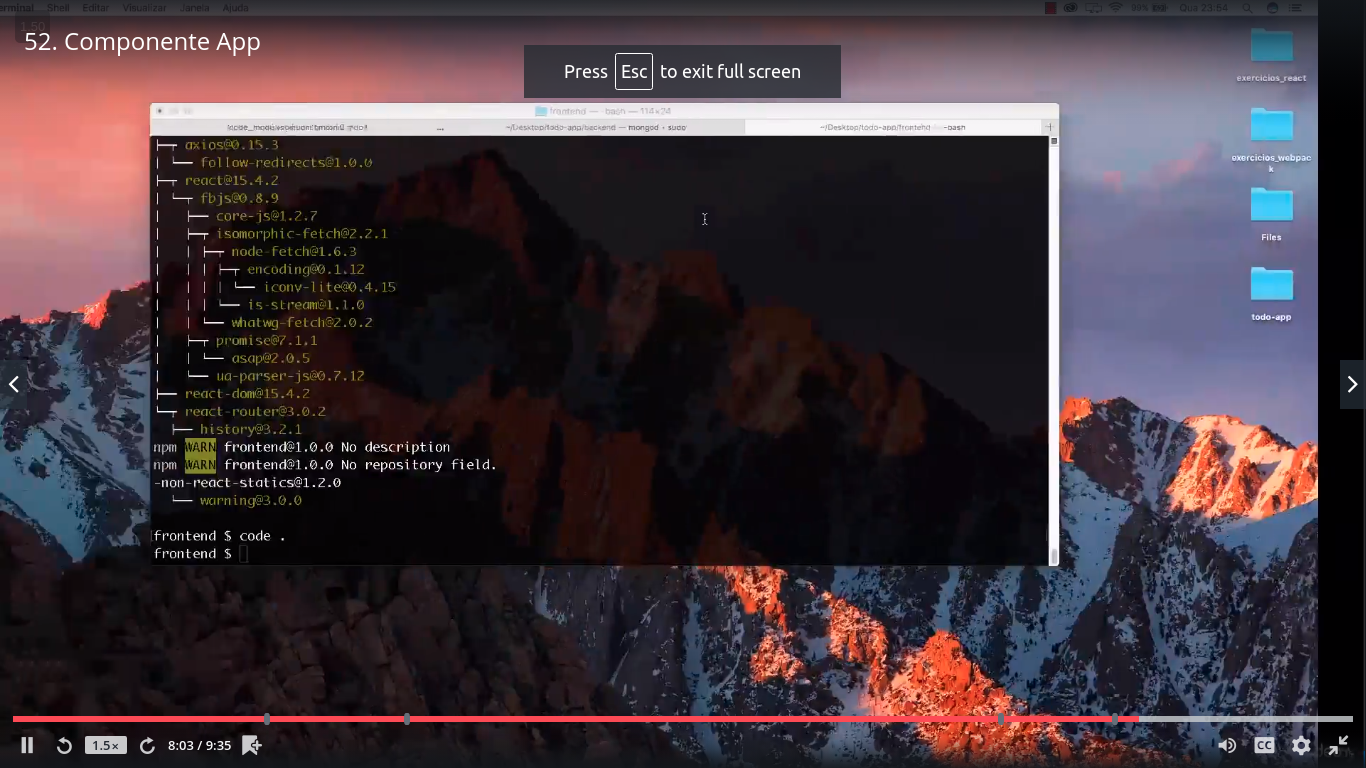 Shell Editar Visualizar Janela Ajuda
99% Qua 23:54
1.50
52. Componente App
Press Esc to exit full screen
exercicios_react
exercicios_webpac
k
Files
todo-app
frontend — -bash — 114×24
...
~/Desktop/todo-app/backend — mongod ‹ sudo
~/Desktop/todo-app/frontend — -bash
├─┬ axios@0.15.3
│ └── follow-redirects@1.0.0
├─┬ react@15.4.2
│ └─┬ fbjs@0.8.9
│   ├── core-js@1.2.7
│   ├─┬ isomorphic-fetch@2.2.1
│   │ ├─┬ node-fetch@1.6.3
│   │ │ ├─┬ encoding@0.1.12
│   │ │ │ └── iconv-lite@0.4.15
│   │ │ └── is-stream@1.1.0
│   │ └── whatwg-fetch@2.0.2
│   ├─┬ promise@7.1.1
│   │ └── asap@2.0.5
│   └── ua-parser-js@0.7.12
├── react-dom@15.4.2
└─┬ react-router@3.0.2
  ├── history@3.2.1
npm WARN frontend@1.0.0 No description
npm WARN frontend@1.0.0 No repository field.
-non-react-statics@1.2.0
  └── warning@3.0.0
frontend $ code .
frontend $
1.5× 8:03 / 9:35 CC